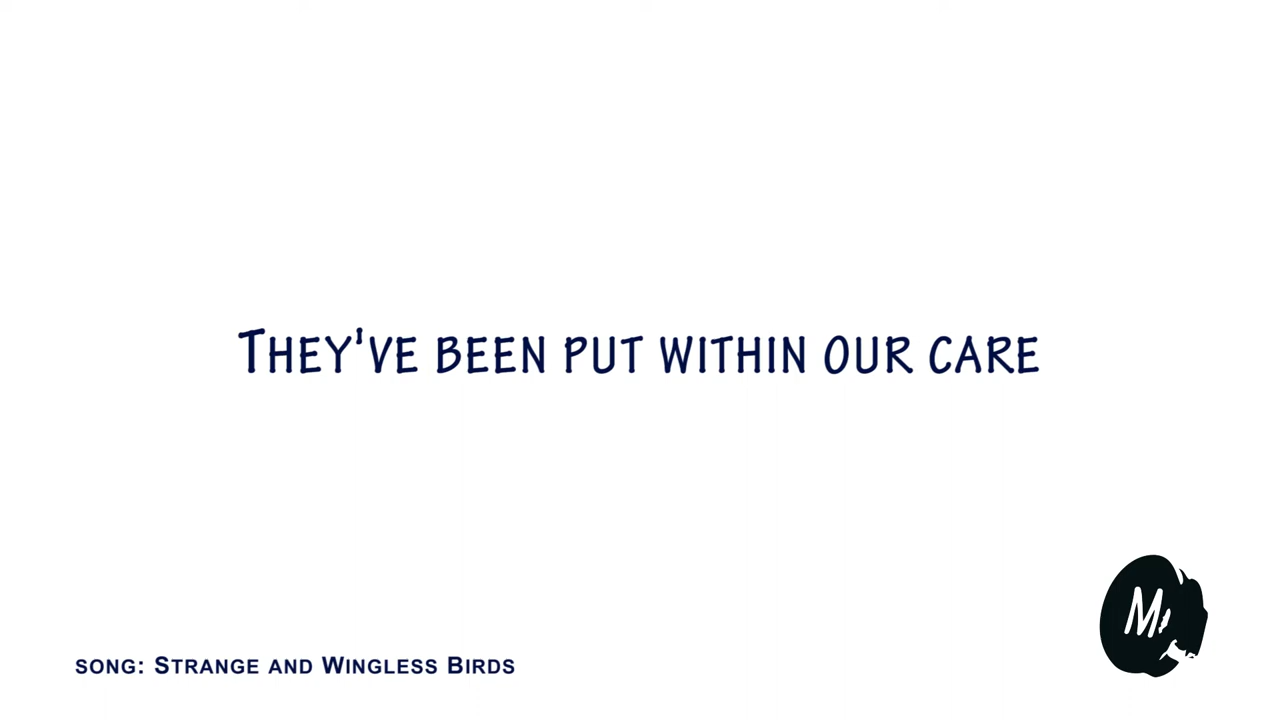 They've been put within our care
M
song: Strange and Wingless Birds